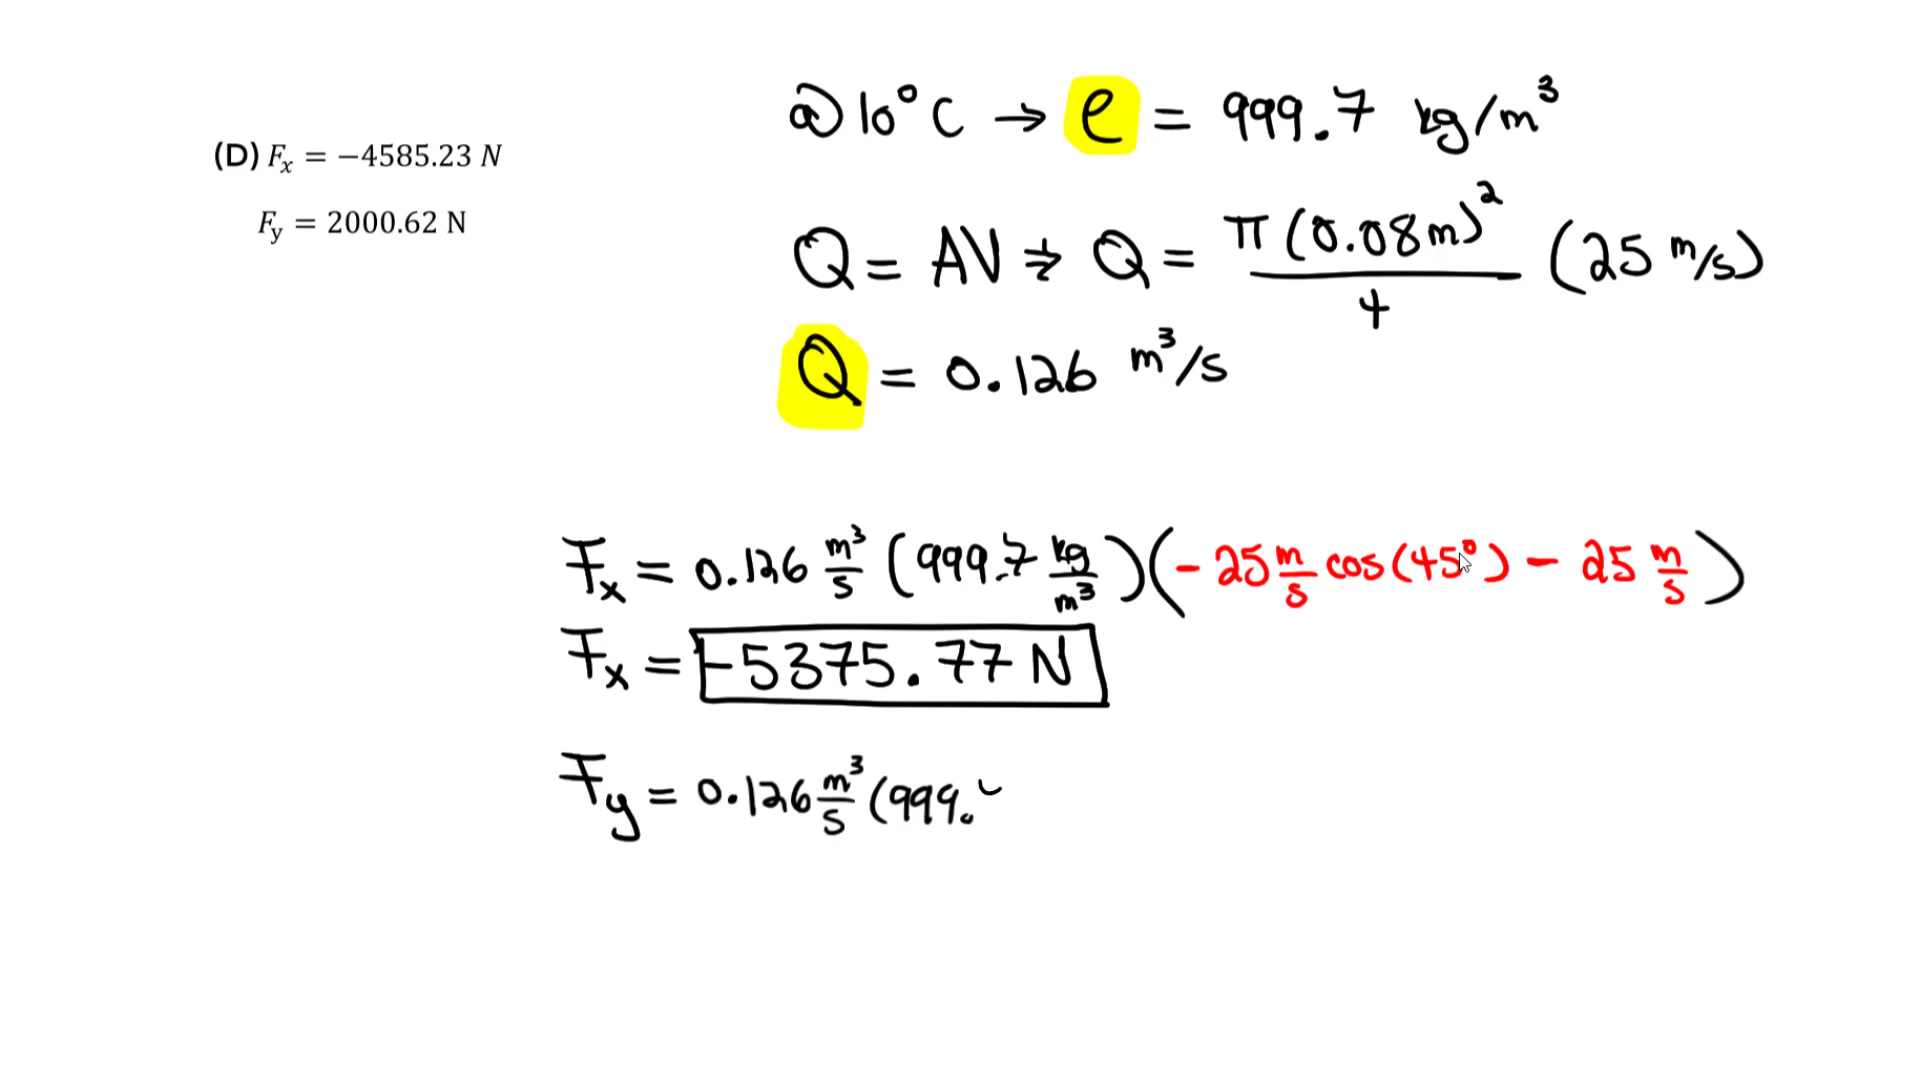 (D) Fₓ = −4585.23 N
F_y = 2000.62 N
@ 10°C → ρ = 999.7 kg/m³
Q = AV → Q = π(0.08m)²/4 (25 m/s)
Q = 0.126 m³/s
Fₓ = 0.126 m³/s (999.7 kg/m³)(-25 m/s cos(45°) - 25 m/s)
Fₓ = -5375.77 N
F_y = 0.126 m³/s (999.